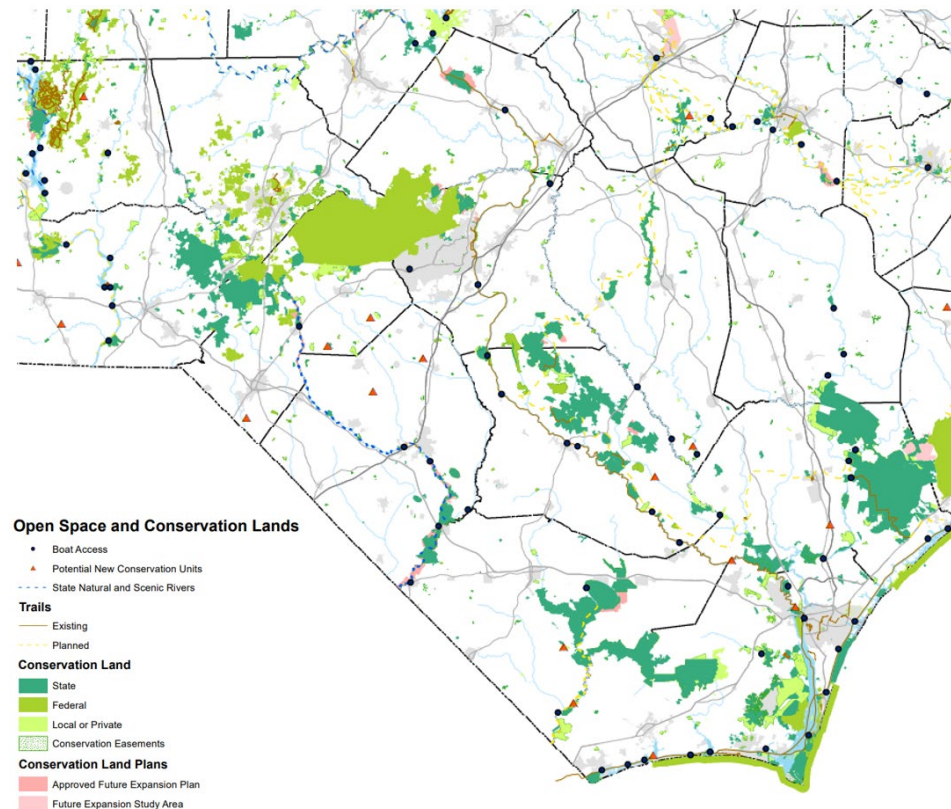 Open Space and Conservation Lands
Boat Access
Potential New Conservation Units
State Natural and Scenic Rivers
Trails
Existing
Planned
Conservation Land
State
Federal
Local or Private
Conservation Easements
Conservation Land Plans
Approved Future Expansion Plan
Future Expansion Study Area